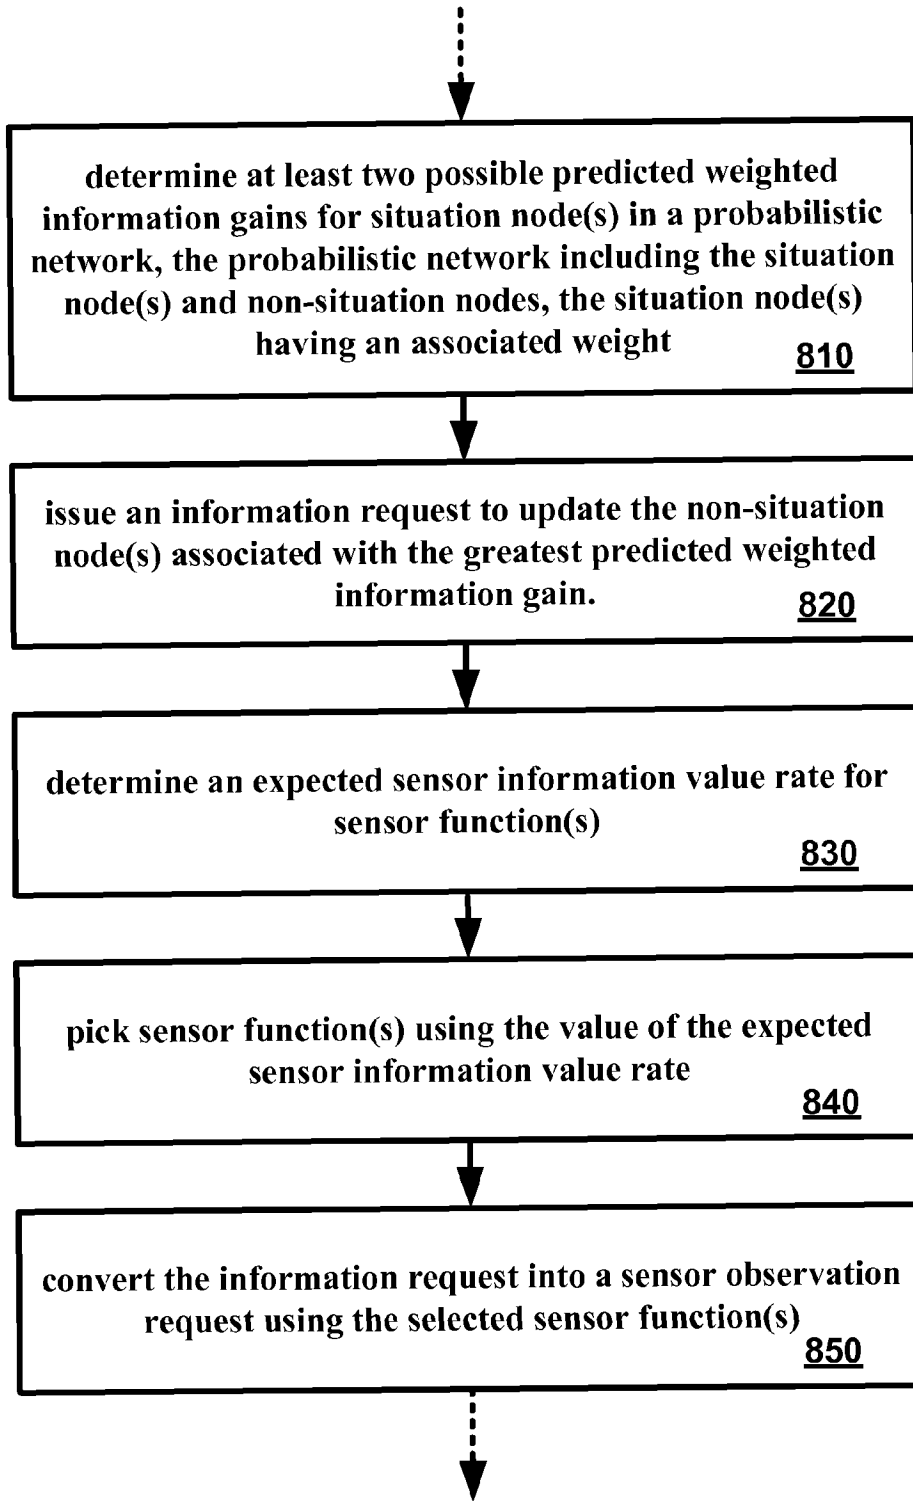 determine at least two possible predicted weighted
information gains for situation node(s) in a probabilistic
network, the probabilistic network including the situation
node(s) and non-situation nodes, the situation node(s)
having an associated weight
810
issue an information request to update the non-situation
node(s) associated with the greatest predicted weighted
information gain.
820
determine an expected sensor information value rate for
sensor function(s)
830
pick sensor function(s) using the value of the expected
sensor information value rate
840
convert the information request into a sensor observation
request using the selected sensor function(s)
850